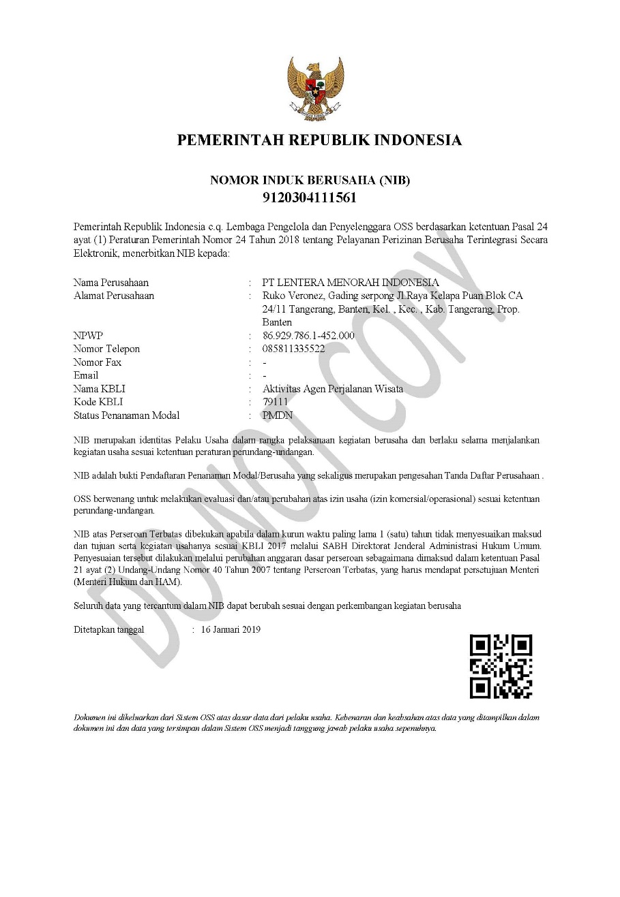 PEMERINTAH REPUBLIK INDONESIA
NOMOR INDUK BERUSAHA (NIB)
9120304111561
Pemerintah Republik Indonesia c.q. Lembaga Pengelola dan Penyelenggara OSS berdasarkan ketentuan Pasal 24
ayat (1) Peraturan Pemerintah Nomor 24 Tahun 2018 tentang Pelayanan Perizinan Berusaha Terintegrasi Secara
Elektronik, menerbitkan NIB kepada:
Nama Perusahaan : PT LENTERA MENORAH INDONESIA
Alamat Perusahaan : Ruko Veronez, Gading serpong Jl.Raya Kelapa Puan Blok CA
24/11 Tangerang, Banten, Kel. , Kec. , Kab. Tangerang, Prop.
Banten
NPWP : 86.929.786.1-452.000
Nomor Telepon : 085811335522
Nomor Fax : -
Email : -
Nama KBLI : Aktivitas Agen Perjalanan Wisata
Kode KBLI : 79111
Status Penanaman Modal : PMDN
NIB merupakan identitas Pelaku Usaha dalam rangka pelaksanaan kegiatan berusaha dan berlaku selama menjalankan
kegiatan usaha sesuai ketentuan peraturan perundang-undangan.
NIB adalah bukti Pendaftaran Penanaman Modal/Berusaha yang sekaligus merupakan pengesahan Tanda Daftar Perusahaan .
OSS berwenang untuk melakukan evaluasi dan/atau perubahan atas izin usaha (izin komersial/operasional) sesuai ketentuan
perundang-undangan.
NIB atas Perseroan Terbatas dibekukan apabila dalam kurun waktu paling lama 1 (satu) tahun tidak menyesuaikan maksud
dan tujuan serta kegiatan usahanya sesuai KBLI 2017 melalui SABH Direktorat Jenderal Administrasi Hukum Umum.
Penyesuaian tersebut dilakukan melalui perubahan anggaran dasar perseroan sebagaimana dimaksud dalam ketentuan Pasal
21 ayat (2) Undang-Undang Nomor 40 Tahun 2007 tentang Perseroan Terbatas, yang harus mendapat persetujuan Menteri
(Menteri Hukum dan HAM).
Seluruh data yang tercantum dalam NIB dapat berubah sesuai dengan perkembangan kegiatan berusaha
Ditetapkan tanggal : 16 Januari 2019
Dokumen ini dikeluarkan dari Sistem OSS atas dasar data dari pelaku usaha. Kebenaran dan keabsahan atas data yang ditampilkan dalam
dokumen ini dan data yang tersimpan dalam Sistem OSS menjadi tanggung jawab pelaku usaha sepenuhnya.
DO NOT COPY